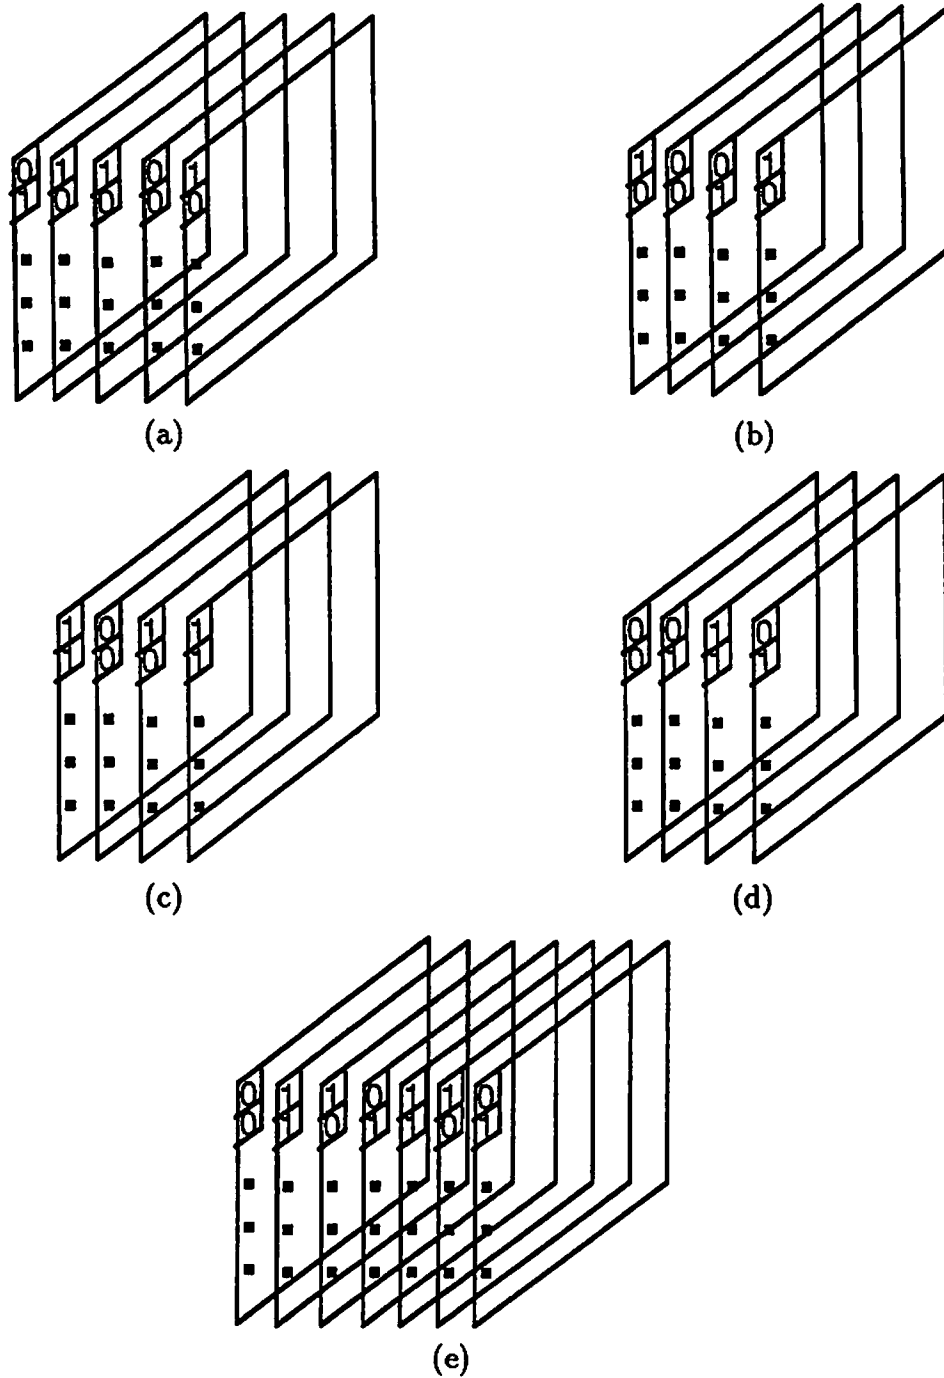 0 1 1 0 1
1 0 0 0 0
1 0 0 1
0 0 1 0
(a)
(b)
1 0 1 1
1 0 0 1
0 0 1 0
0 1 1 1
(c)
(d)
0 1 1 0 1 1 0
0 1 0 1 1 0 1
(e)